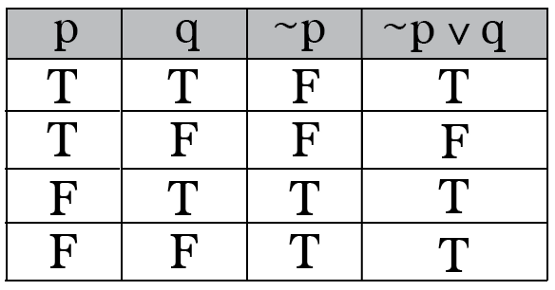 p q ~p ~p ∨ q
T T F T
T F F F
F T T T
F F T T